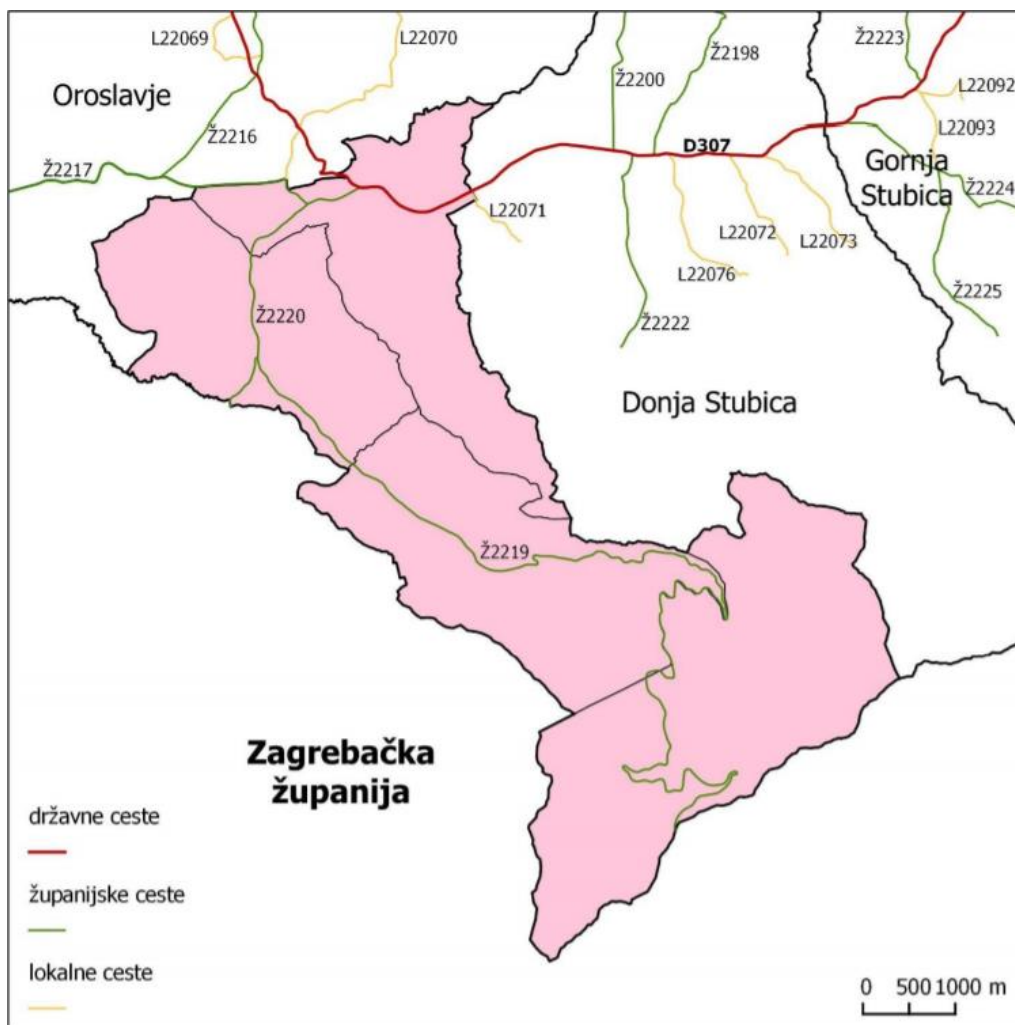 L22069
L22070
Ž2223
Ž2198
Ž2200
L22092
Oroslavje
Ž2216
L22093
D307
Ž2217
Gornja
Stubica
Ž2224
L22071
L22072
L22073
L22076
Ž2225
Ž2220
Ž2222
Donja Stubica
Ž2219
Zagrebačka
županija
državne ceste
županijske ceste
lokalne ceste
0 500 1000 m